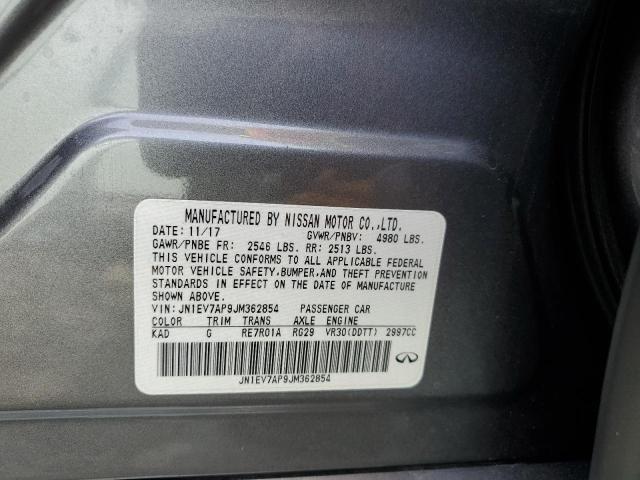 MANUFACTURED BY NISSAN MOTOR CO.,LTD.
DATE: 11/17 GVWR/PNBV: 4980 LBS.
GAWR/PNBE FR: 2546 LBS. RR: 2513 LBS.
THIS VEHICLE CONFORMS TO ALL APPLICABLE FEDERAL
MOTOR VEHICLE SAFETY,BUMPER,AND THEFT PREVENTION
STANDARDS IN EFFECT ON THE DATE OF MANUFACTURE
SHOWN ABOVE.
VIN: JN1EV7AP9JM362854 PASSENGER CAR
COLOR TRIM TRANS AXLE ENGINE
KAD G RE7R01A RG29 VR30(DDTT) 2997CC
JN1EV7AP9JM362854
INFINITI